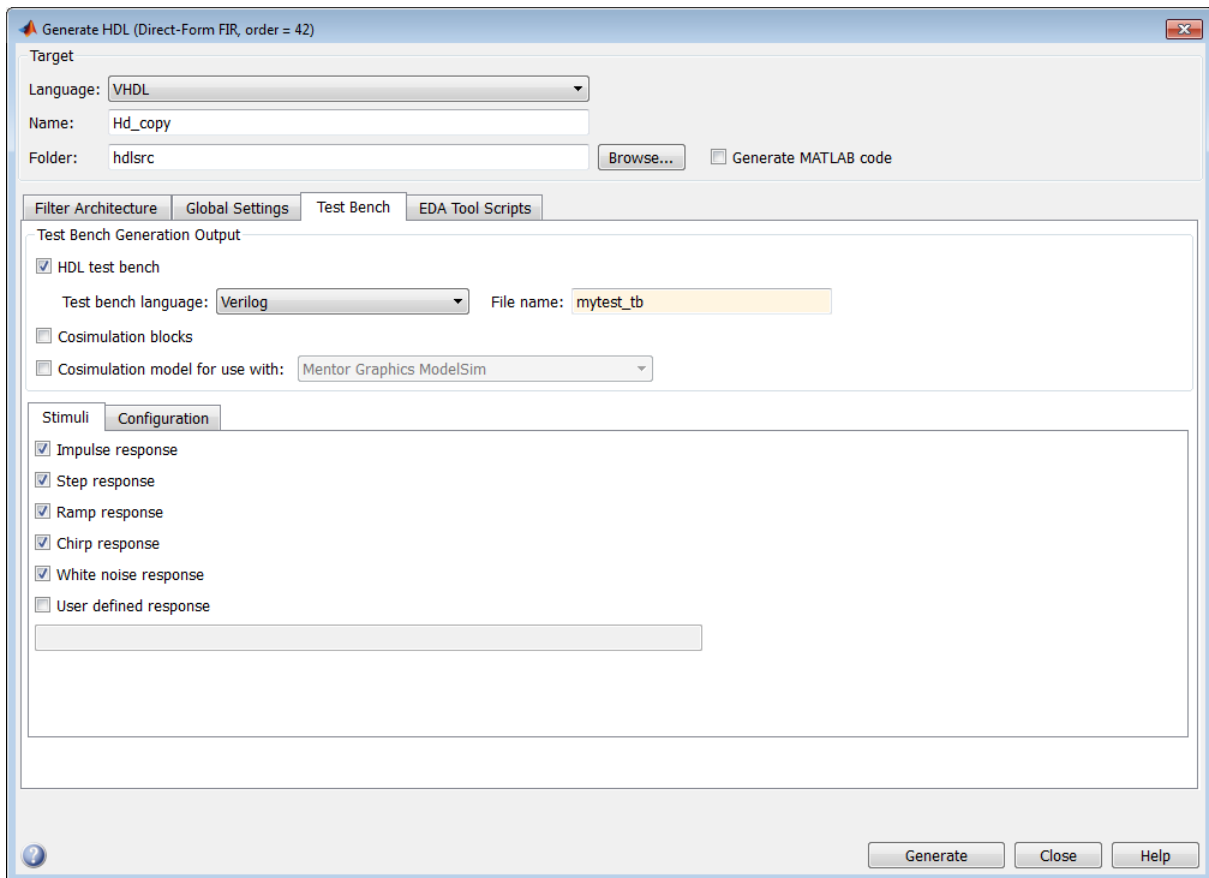 Generate HDL (Direct-Form FIR, order = 42)
Target
Language: VHDL
Name: Hd_copy
Folder: hdlsrc Browse... Generate MATLAB code
Filter Architecture Global Settings Test Bench EDA Tool Scripts
Test Bench Generation Output
HDL test bench
Test bench language: Verilog File name: mytest_tb
Cosimulation blocks
Cosimulation model for use with: Mentor Graphics ModelSim
Stimuli Configuration
Impulse response
Step response
Ramp response
Chirp response
White noise response
User defined response
? Generate Close Help